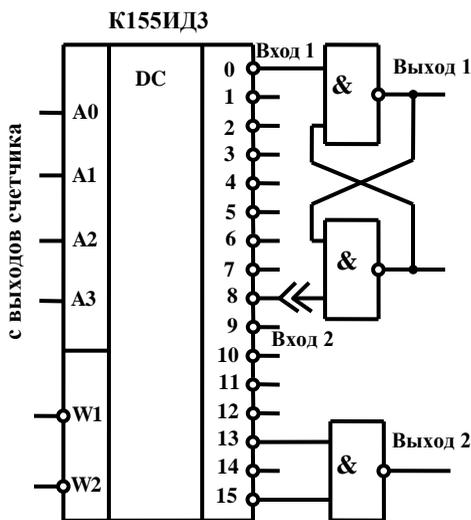 К155ИД3
DC
с выходов счетчика
A0
A1
A2
A3
W1
W2
0
1
2
3
4
5
6
7
8
9
10
11
12
13
14
15
Вход 1
&
Выход 1
&
Вход 2
&
Выход 2